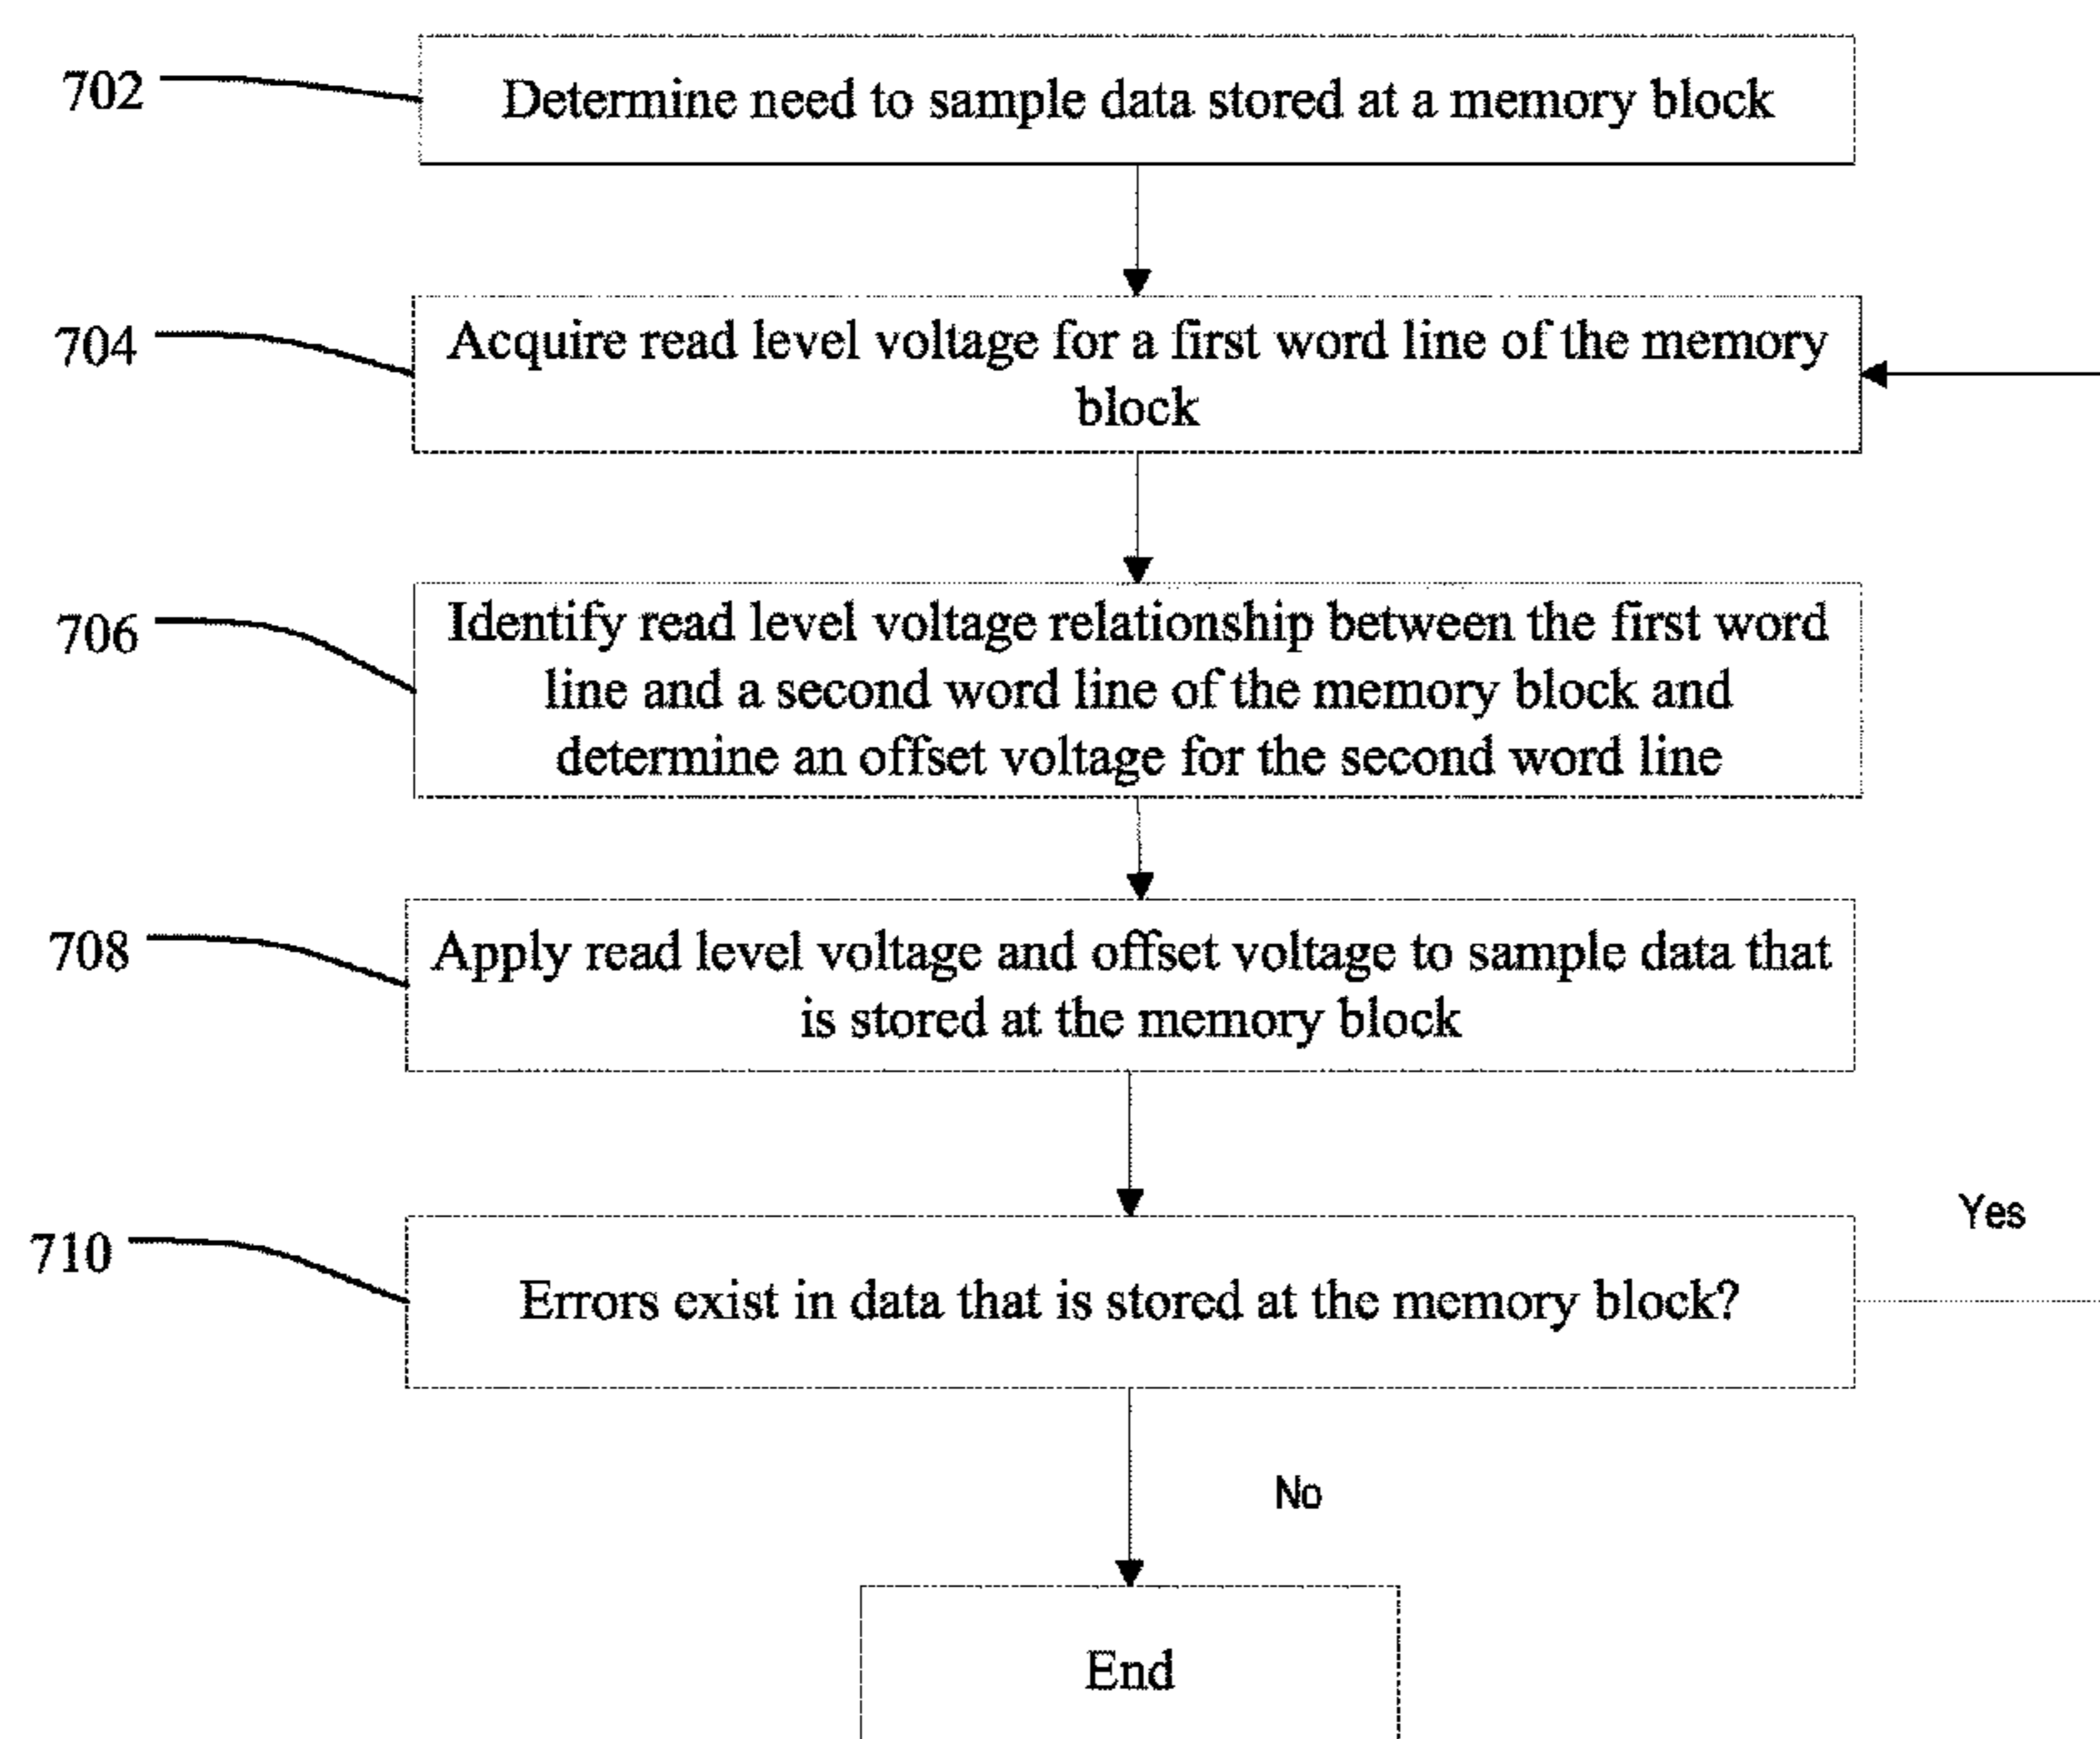 702
Determine need to sample data stored at a memory block
704
Acquire read level voltage for a first word line of the memory
block
706
Identify read level voltage relationship between the first word
line and a second word line of the memory block and
determine an offset voltage for the second word line
708
Apply read level voltage and offset voltage to sample data that
is stored at the memory block
710
Errors exist in data that is stored at the memory block?
Yes
No
End